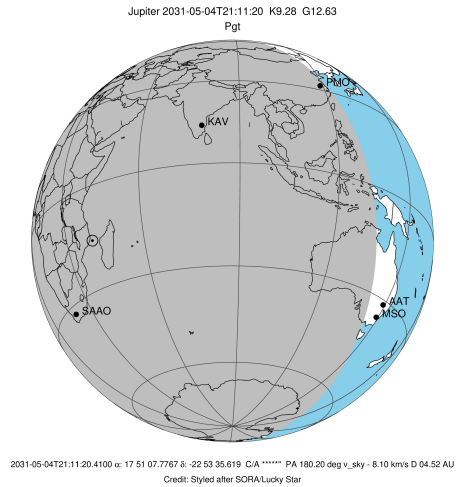 Jupiter 2031-05-04T21:11:20  K9.28  G12.63
Pgt
PMO
KAV
AAT
MSO
SAAO
2031-05-04T21:11:20.4100 α: 17 51 07.7767 δ: -22 53 35.619  C/A *****"  PA 180.20 deg v_sky - 8.10 km/s D 04.52 AU
Credit: Styled after SORA/Lucky Star